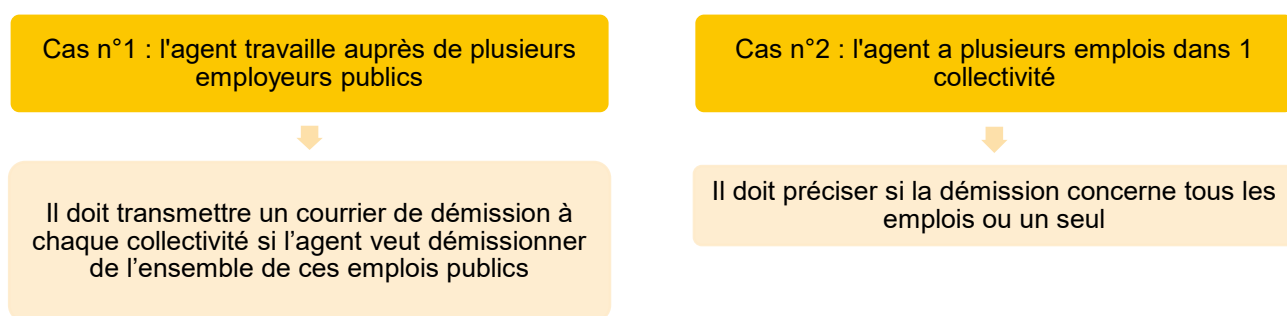 Cas n°1 : l'agent travaille auprès de plusieurs
employeurs publics
Il doit transmettre un courrier de démission à
chaque collectivité si l’agent veut démissionner
de l’ensemble de ces emplois publics
Cas n°2 : l'agent a plusieurs emplois dans 1
collectivité
Il doit préciser si la démission concerne tous les
emplois ou un seul